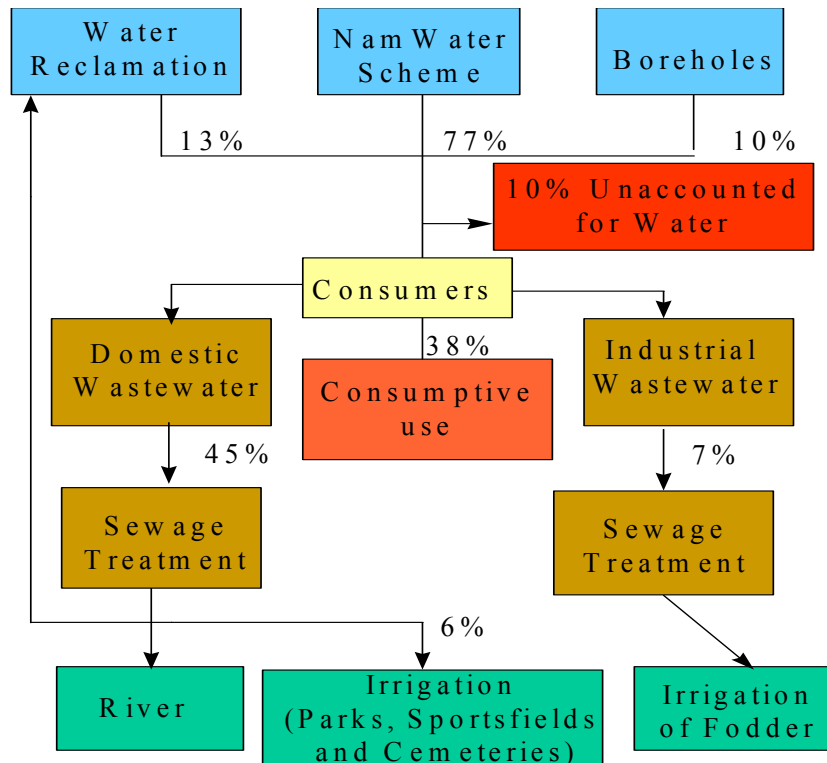 Water
Reclamation
NamWater
Scheme
Boreholes
13%
77%
10%
10% Unaccounted
for Water
Consumers
38%
Domestic
Wastewater
Consumptive
use
Industrial
Wastewater
45%
7%
Sewage
Treatment
Sewage
Treatment
6%
River
Irrigation
(Parks, Sportsfields
and Cemeteries)
Irrigation
of Fodder